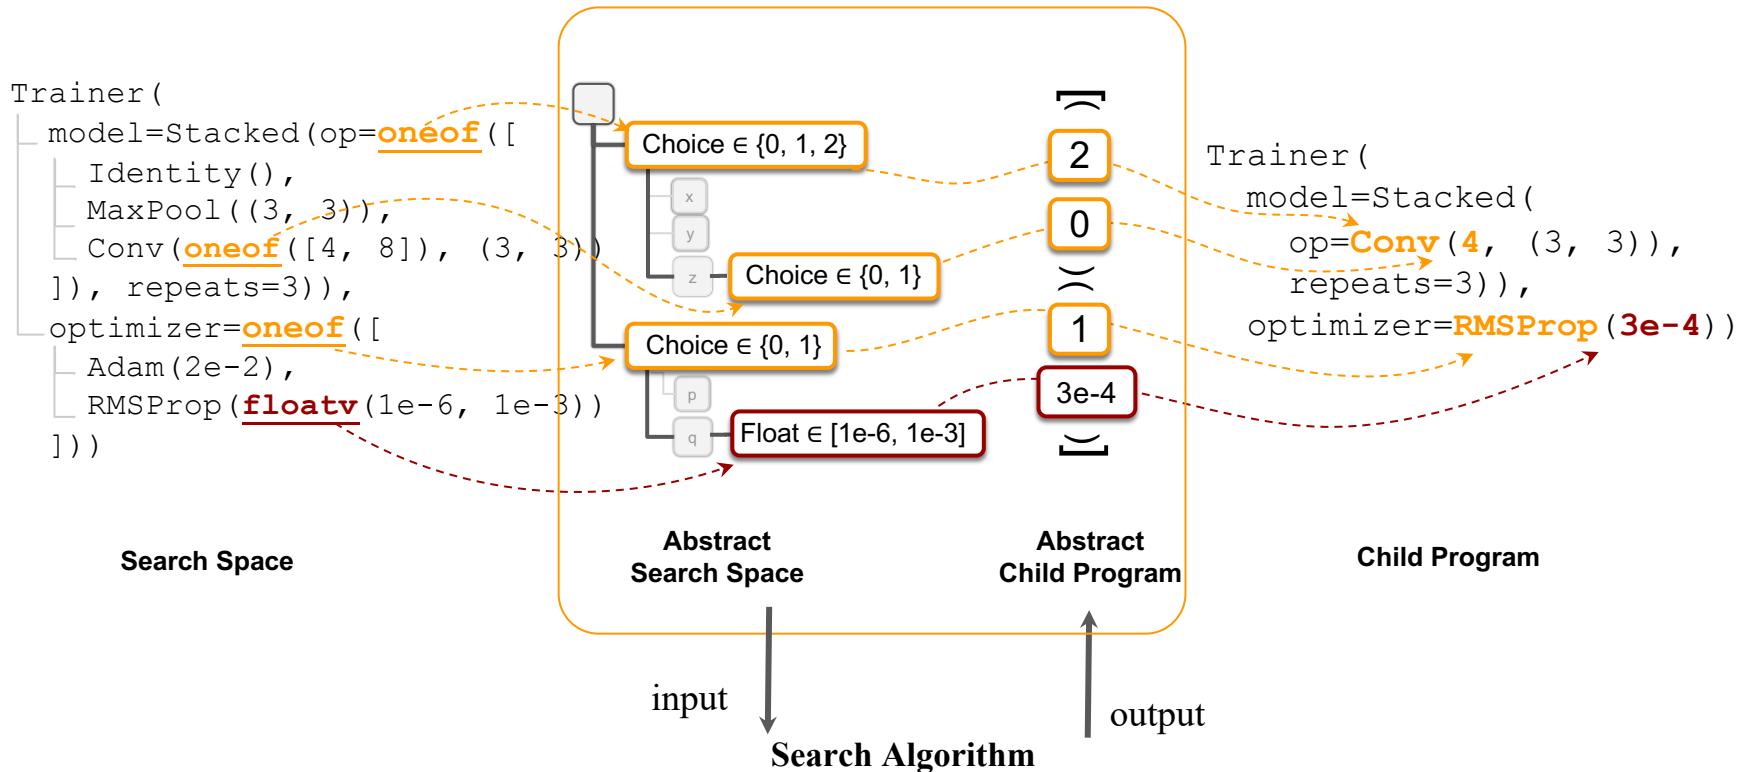 Trainer(
model=Stacked(op=oneof([
Identity(),
MaxPool((3, 3)),
Conv(oneof([4, 8]), (3, 3))
]), repeats=3)),
optimizer=oneof([
Adam(2e-2),
RMSProp(floatv(1e-6, 1e-3))
]))
Search Space
Choice ∈ {0, 1, 2}
x
y
z
Choice ∈ {0, 1}
Choice ∈ {0, 1}
p
q
Float ∈ [1e-6, 1e-3]
Abstract
Search Space
[(
2
0
)(
1
3e-4
)]
Abstract
Child Program
Trainer(
model=Stacked(
op=Conv(4, (3, 3)),
repeats=3)),
optimizer=RMSProp(3e-4))
Child Program
input
output
Search Algorithm